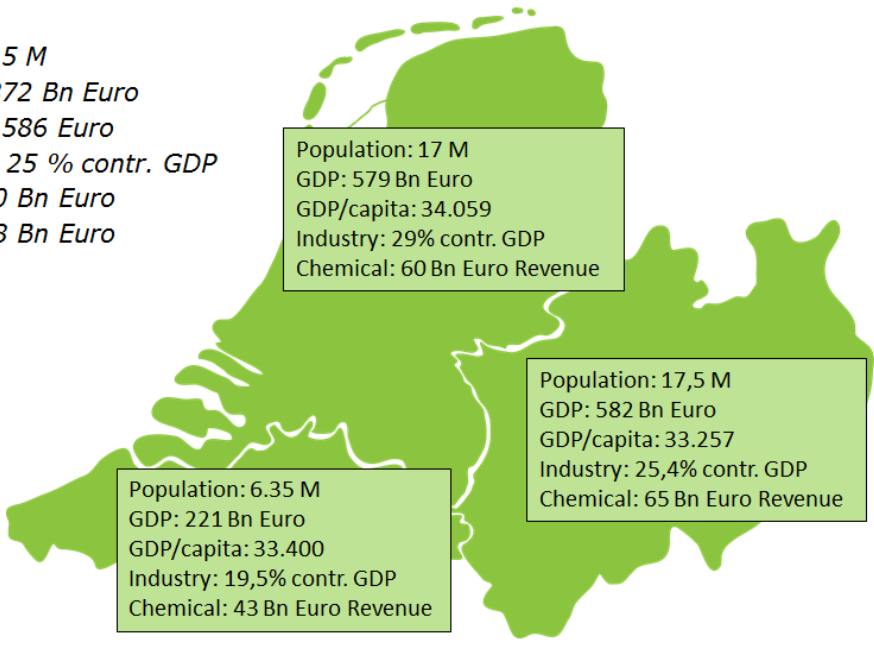 5 M
72 Bn Euro
586 Euro
25 % contr. GDP
Bn Euro
Bn Euro
Population: 17 M
GDP: 579 Bn Euro
GDP/capita: 34.059
Industry: 29% contr. GDP
Chemical: 60 Bn Euro Revenue
Population: 17,5 M
GDP: 582 Bn Euro
GDP/capita: 33.257
Industry: 25,4% contr. GDP
Chemical: 65 Bn Euro Revenue
Population: 6.35 M
GDP: 221 Bn Euro
GDP/capita: 33.400
Industry: 19,5% contr. GDP
Chemical: 43 Bn Euro Revenue